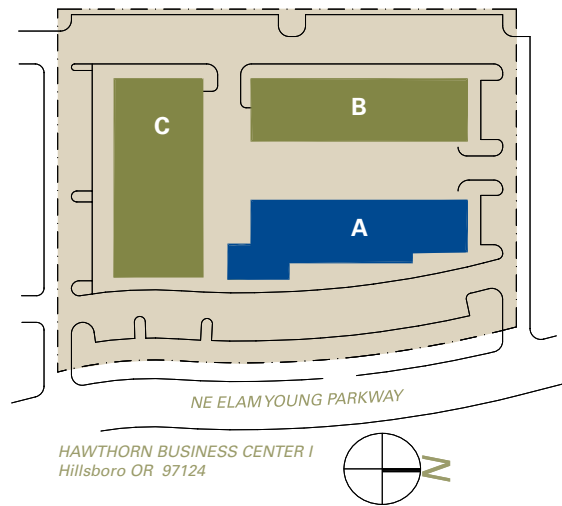 B
C
A
NE ELAM YOUNG PARKWAY
HAWTHORN BUSINESS CENTER I
Hillsboro OR 97124
N